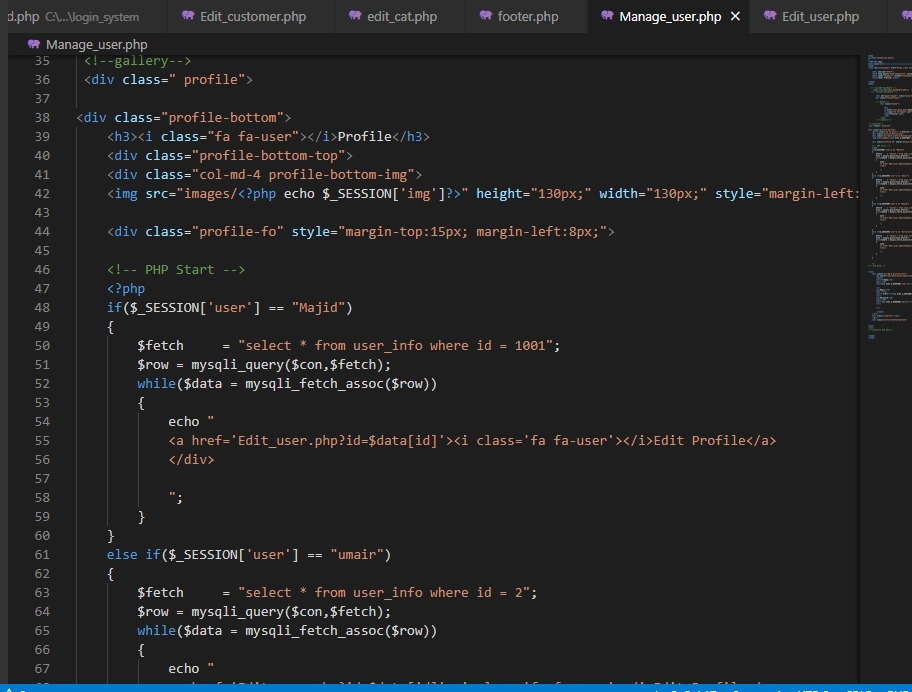 d.php C:\...\login_system Edit_customer.php edit_cat.php footer.php Manage_user.php Edit_user.php
Manage_user.php
35 <!--gallery-->
36 <div class=" profile">
37
38 <div class="profile-bottom">
39 <h3><i class="fa fa-user"></i>Profile</h3>
40 <div class="profile-bottom-top">
41 <div class="col-md-4 profile-bottom-img">
42 <img src="images/<?php echo $_SESSION['img']?>" height="130px;" width="130px;" style="margin-left:
43
44 <div class="profile-fo" style="margin-top:15px; margin-left:8px;">
45
46 <!-- PHP Start -->
47 <?php
48 if($_SESSION['user'] == "Majid")
49 {
50 $fetch = "select * from user_info where id = 1001";
51 $row = mysqli_query($con,$fetch);
52 while($data = mysqli_fetch_assoc($row))
53 {
54 echo "
55 <a href='Edit_user.php?id=$data[id]'><i class='fa fa-user'></i>Edit Profile</a>
56 </div>
57
58 ";
59 }
60 }
61 else if($_SESSION['user'] == "umair")
62 {
63 $fetch = "select * from user_info where id = 2";
64 $row = mysqli_query($con,$fetch);
65 while($data = mysqli_fetch_assoc($row))
66 {
67 echo "